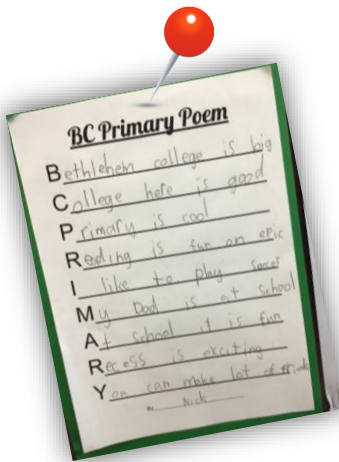 BC Primary Poem
Bethlehem college is big
College here is good
Primary is cool
Reding is fun an epic
I like to play soccer
My Dad is at School
At School it is fun
Recess is exciting
You can make lot of